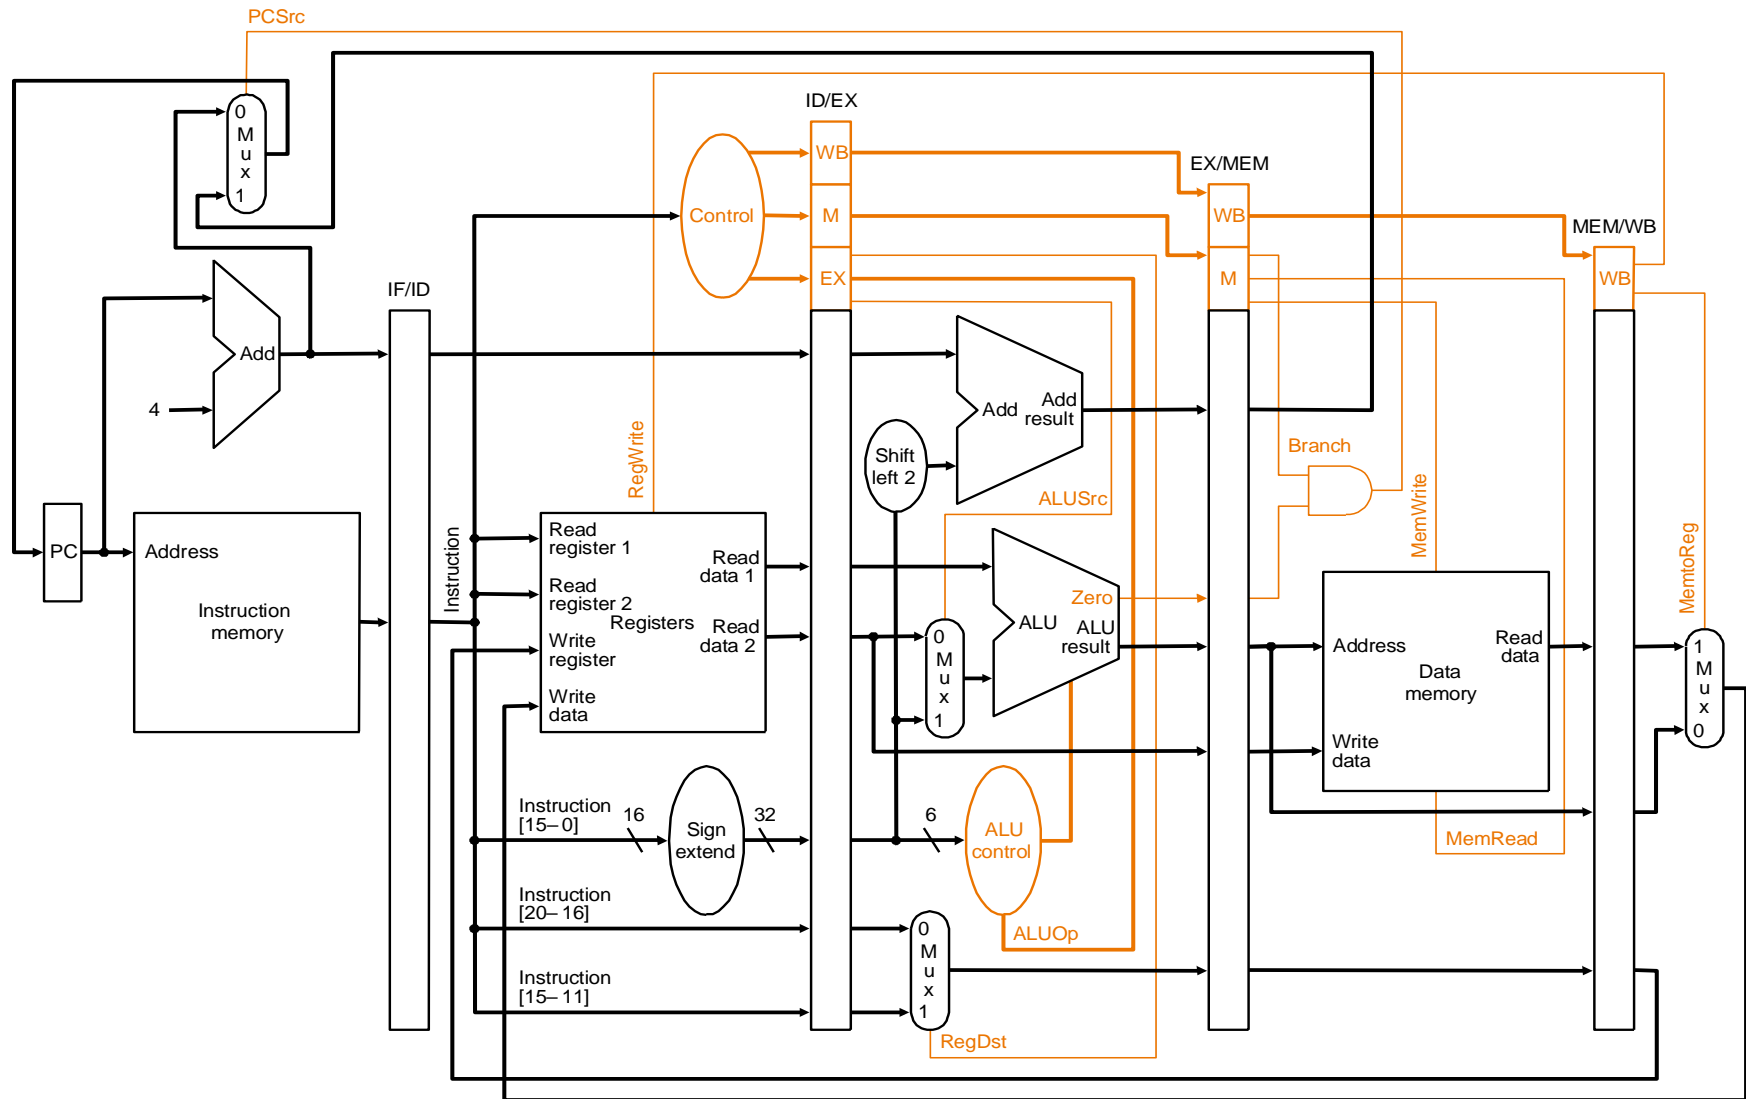 PCSrc
ID/EX
0
M
u
x
1
WB
EX/MEM
Control
M
WB
MEM/WB
EX
M
WB
IF/ID
Add
4
Add
Add
result
Shift
left 2
RegWrite
Branch
ALUSrc
MemWrite
MemtoReg
PC
Address
Instruction
memory
Instruction
Read
register 1
Read
register 2
Registers
Write
register
Write
data
Read
data 1
Read
data 2
0
M
u
x
1
Zero
ALU
ALU
result
Address
Read
data
Data
memory
Write
data
1
M
u
x
0
Instruction
[15– 0]
16
Sign
extend
32
6
ALU
control
MemRead
Instruction
[20– 16]
0
M
u
x
1
ALUOp
Instruction
[15– 11]
RegDst